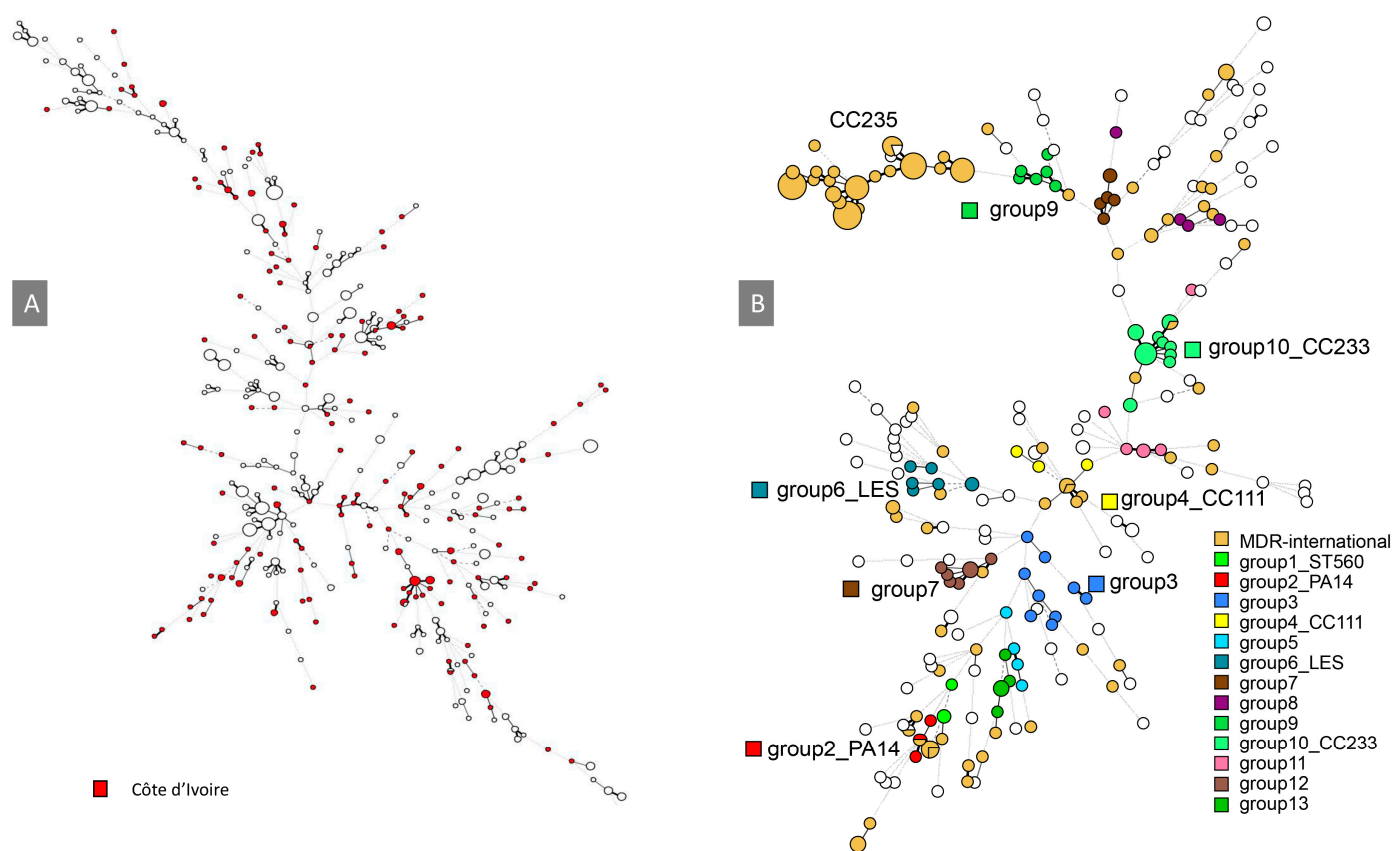 CC235
group9
A
B
group10_CC233
group6_LES
group4_CC111
group7
group3
group2_PA14
Côte d’Ivoire
MDR-international
group1_ST560
group2_PA14
group3
group4_CC111
group5
group6_LES
group7
group8
group9
group10_CC233
group11
group12
group13